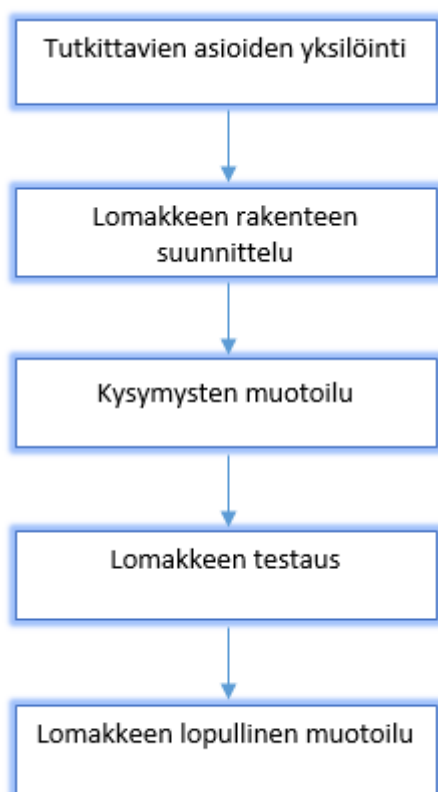 Tutkittavien asioiden yksilöinti
Lomakkeen rakenteen
suunnittelu
Kysymysten muotoilu
Lomakkeen testaus
Lomakkeen lopullinen muotoilu